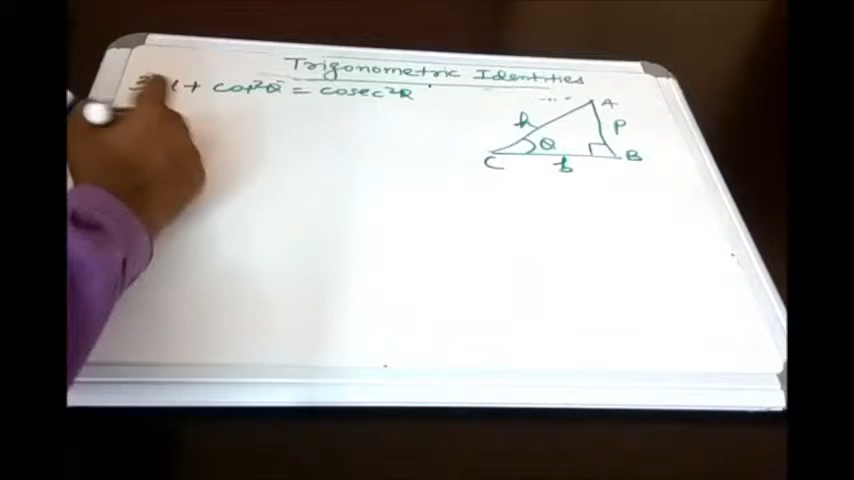 Trigonometric Identities
1 + cot²θ = cosec²θ
A
h
P
θ
C
b
B